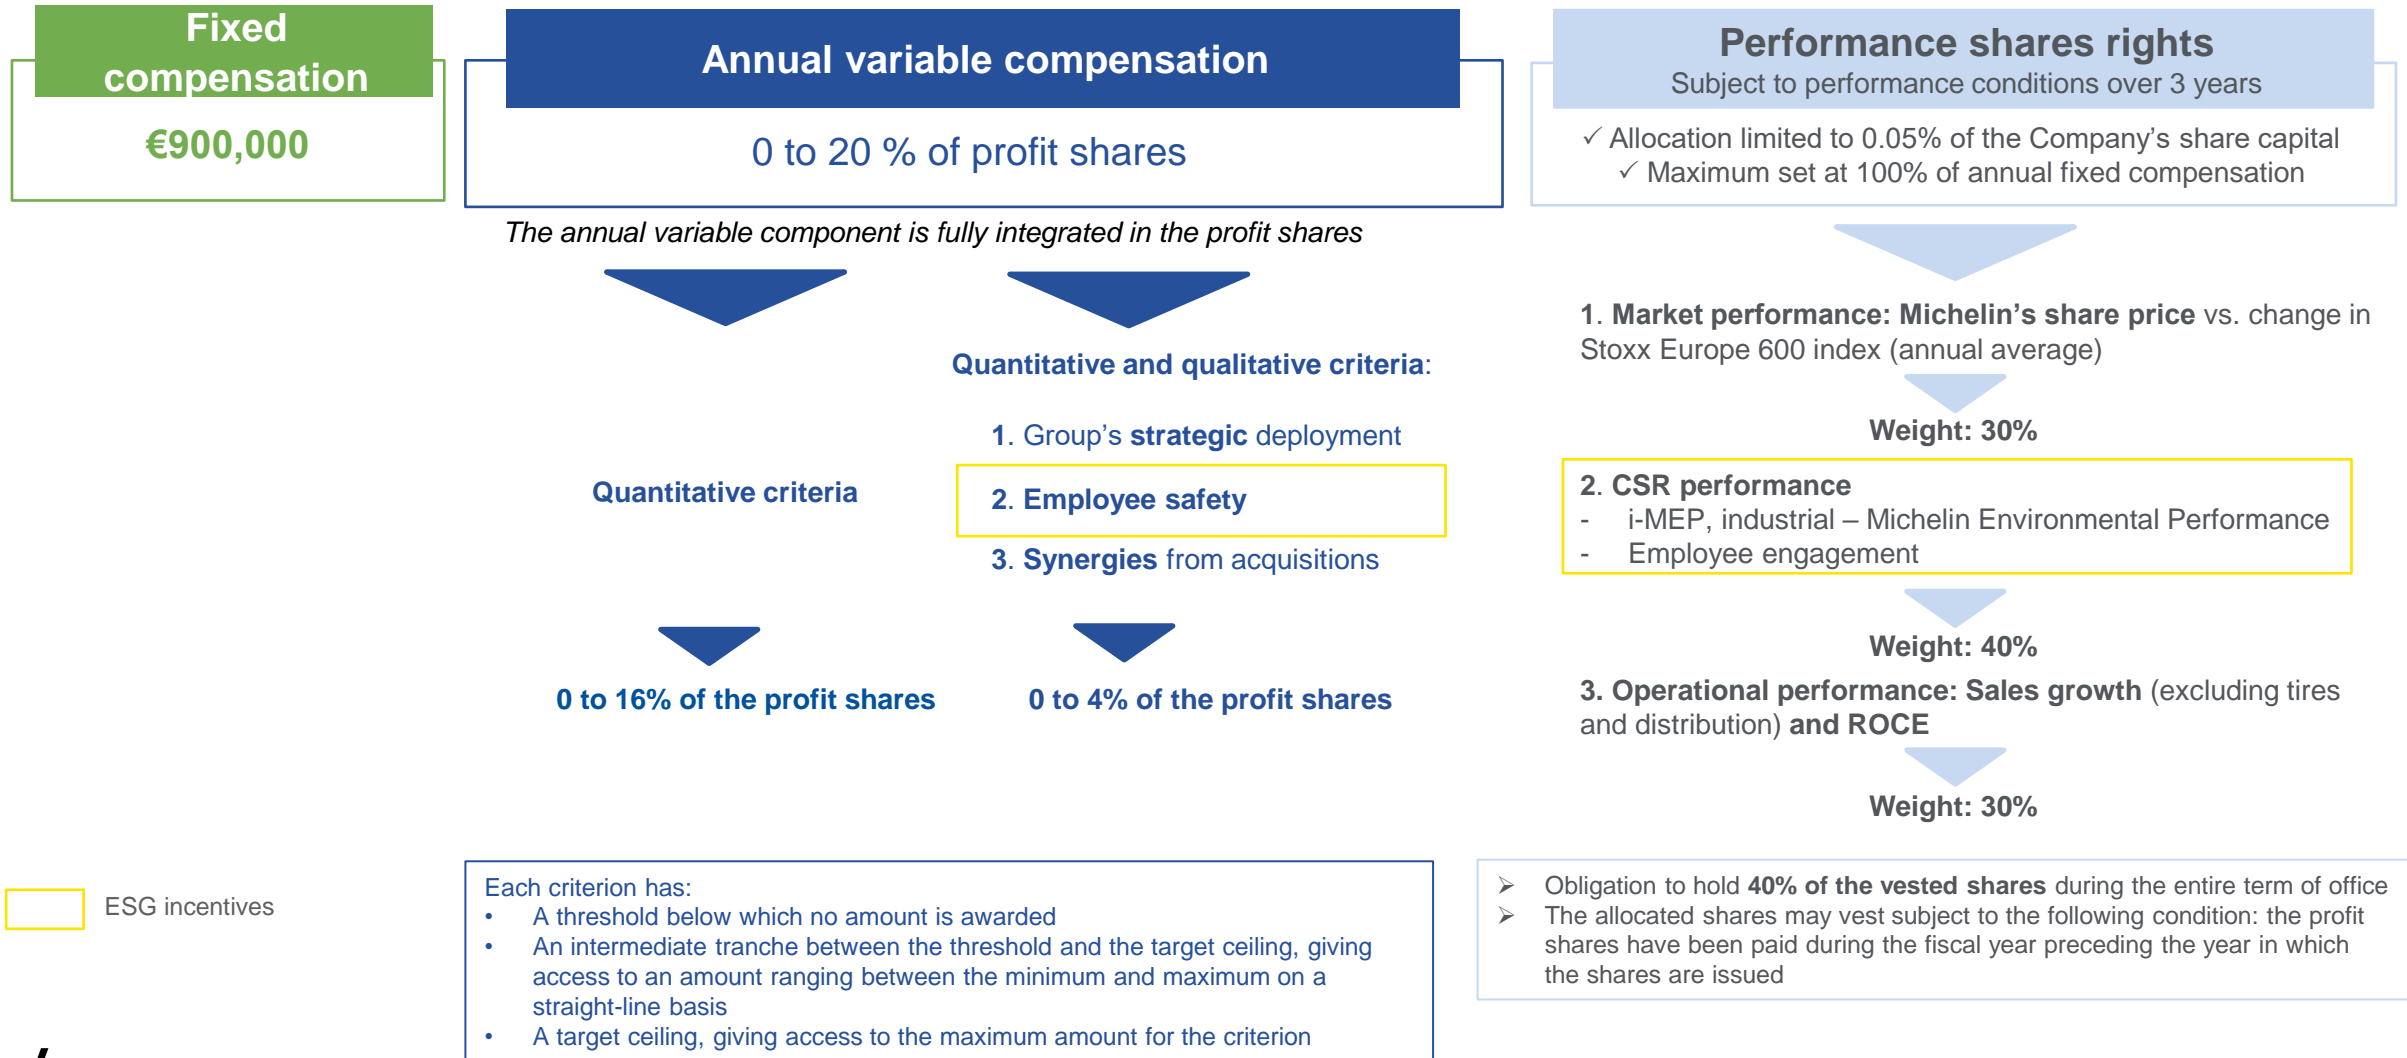 Fixed
compensation
€900,000
Annual variable compensation
0 to 20 % of profit shares
The annual variable component is fully integrated in the profit shares
Quantitative criteria
0 to 16% of the profit shares
Quantitative and qualitative criteria:
1. Group's strategic deployment
2. Employee safety
3. Synergies from acquisitions
0 to 4% of the profit shares
Each criterion has:
• A threshold below which no amount is awarded
• An intermediate tranche between the threshold and the target ceiling, giving
access to an amount ranging between the minimum and maximum on a
straight-line basis
• A target ceiling, giving access to the maximum amount for the criterion
Performance shares rights
Subject to performance conditions over 3 years
✓ Allocation limited to 0.05% of the Company's share capital
✓ Maximum set at 100% of annual fixed compensation
1. Market performance: Michelin's share price vs. change in
Stoxx Europe 600 index (annual average)
Weight: 30%
2. CSR performance
- i-MEP, industrial – Michelin Environmental Performance
- Employee engagement
Weight: 40%
3. Operational performance: Sales growth (excluding tires
and distribution) and ROCE
Weight: 30%
➢ Obligation to hold 40% of the vested shares during the entire term of office
➢ The allocated shares may vest subject to the following condition: the profit
shares have been paid during the fiscal year preceding the year in which
the shares are issued
ESG incentives